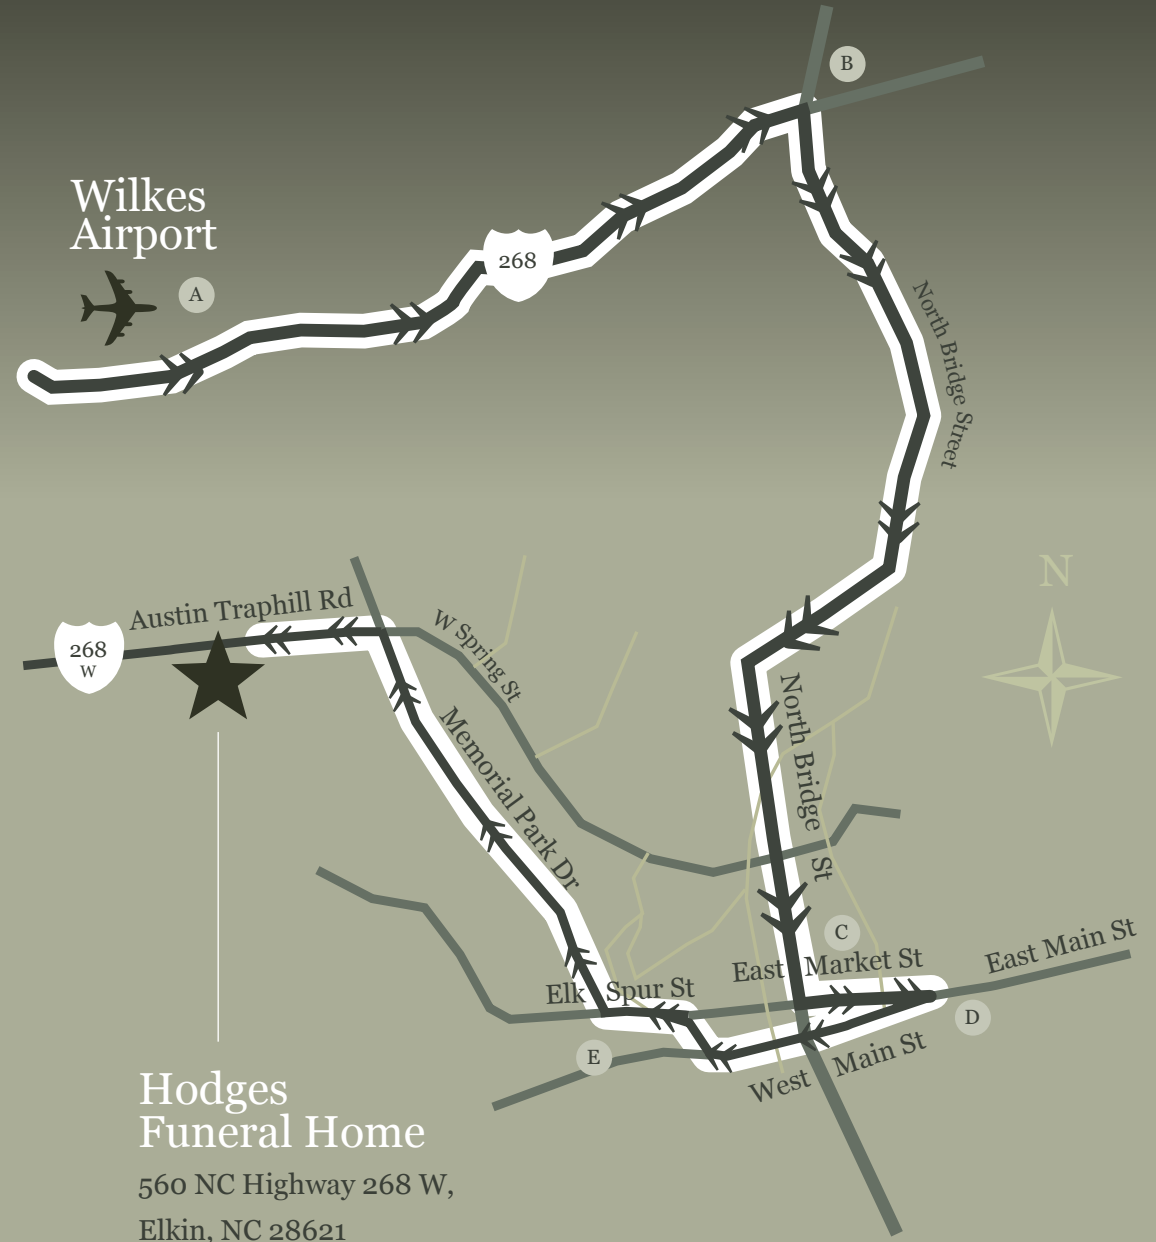 B
Wilkes
Airport
A
268
North Bridge Street
N
Austin Traphill Rd
268
W
W Spring St
Memorial Park Dr
North Bridge St
C
East Market St
East Main St
Elk Spur St
D
E
West Main St
Hodges
Funeral Home
560 NC Highway 268 W,
Elkin, NC 28621